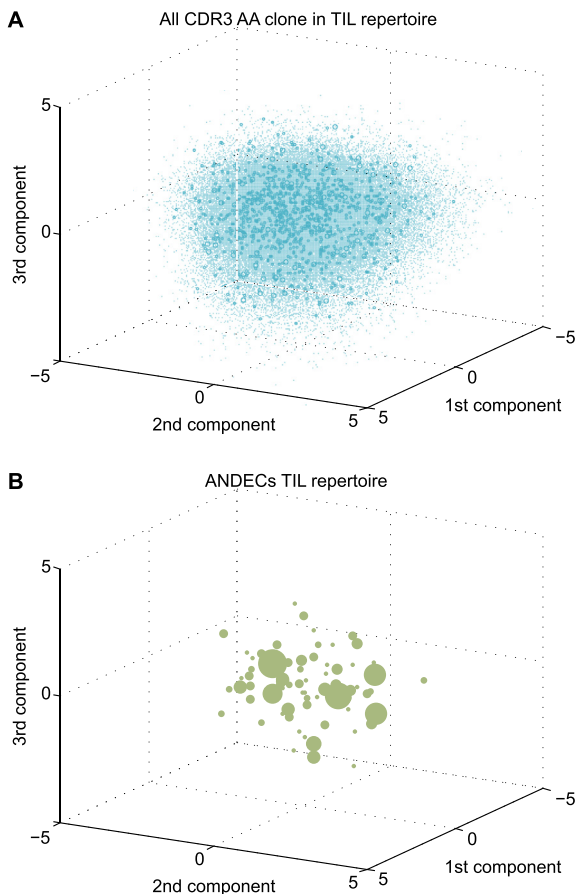 A
All CDR3 AA clone in TIL repertoire
5
0
−5
3rd component
0
5
2nd component
5
0
−5
1st component
B
ANDECs TIL repertoire
5
0
−5
3rd component
0
5
2nd component
5
0
−5
1st component